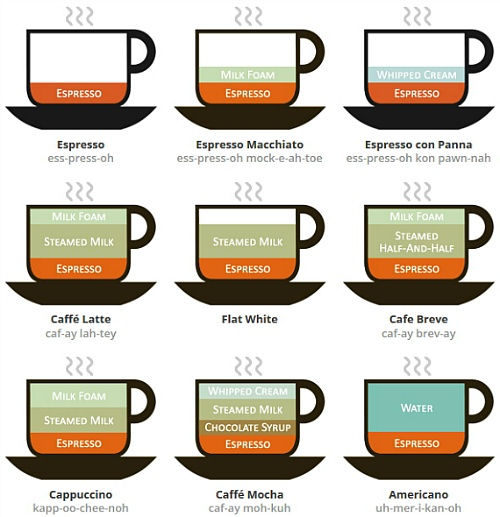 Espresso
Espresso
ess-press-oh
Milk Foam
Espresso
Espresso Macchiato
ess-press-oh mock-e-ah-toe
Whipped Cream
Espresso
Espresso con Panna
ess-press-oh kon pawn-nah
Milk Foam
Steamed Milk
Espresso
Caffé Latte
caf-ay lah-tey
Steamed Milk
Espresso
Flat White
Milk Foam
Steamed
Half-And-Half
Espresso
Cafe Breve
caf-ay brev-ay
Milk Foam
Steamed Milk
Espresso
Cappuccino
kapp-oo-chee-noh
Whipped Cream
Steamed Milk
Chocolate Syrup
Espresso
Caffé Mocha
caf-ay moh-kuh
Water
Espresso
Americano
uh-mer-i-kan-oh